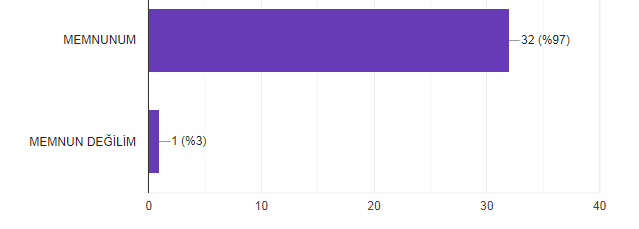 MEMNUNUM
32 (%97)
MEMNUN DEĞİLİM
1 (%3)
0 10 20 30 40